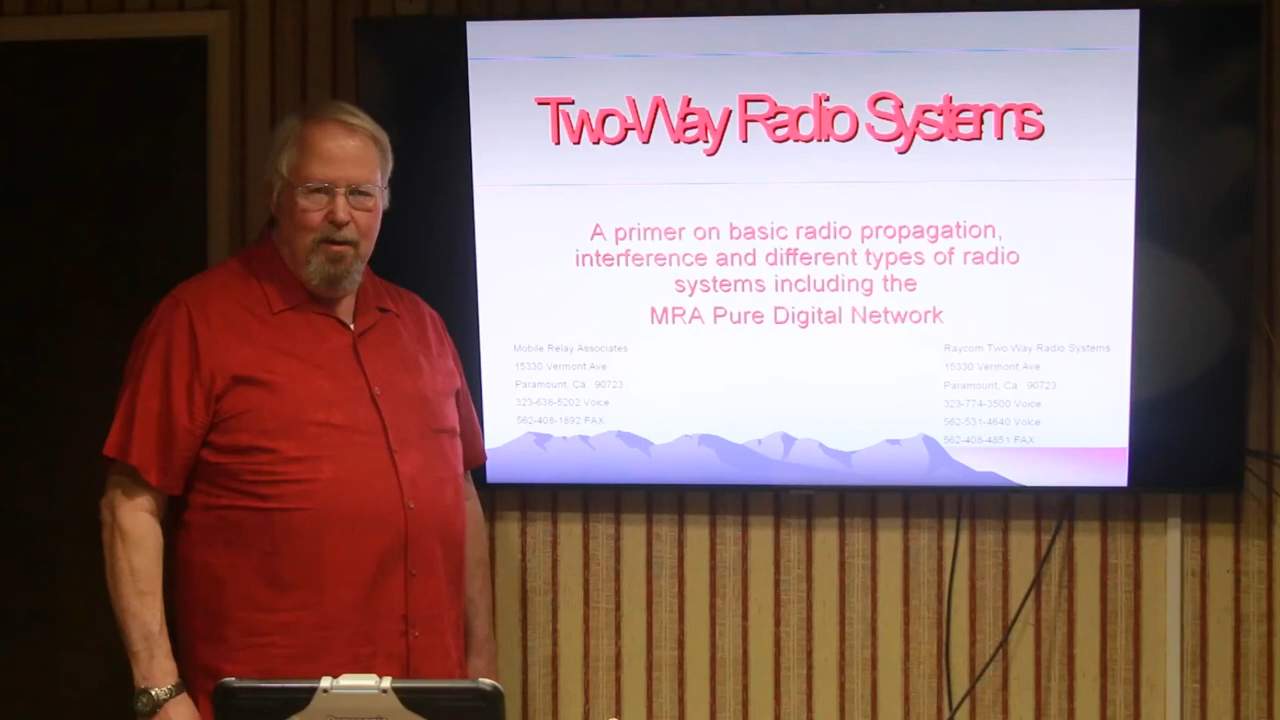 Two-Way Radio Systems
A primer on basic radio propagation,
interference and different types of radio
systems including the
MRA Pure Digital Network
Mobile Relay Associates
15330 Vermont Ave
Paramount, Ca 90723
323-636-5202 Voice
562-408-1892 FAX
Raycom Two Way Radio Systems
15330 Vermont Ave
Paramount, Ca 90723
323-774-3500 Voice
562-531-4640 Voice
562-408-4851 FAX